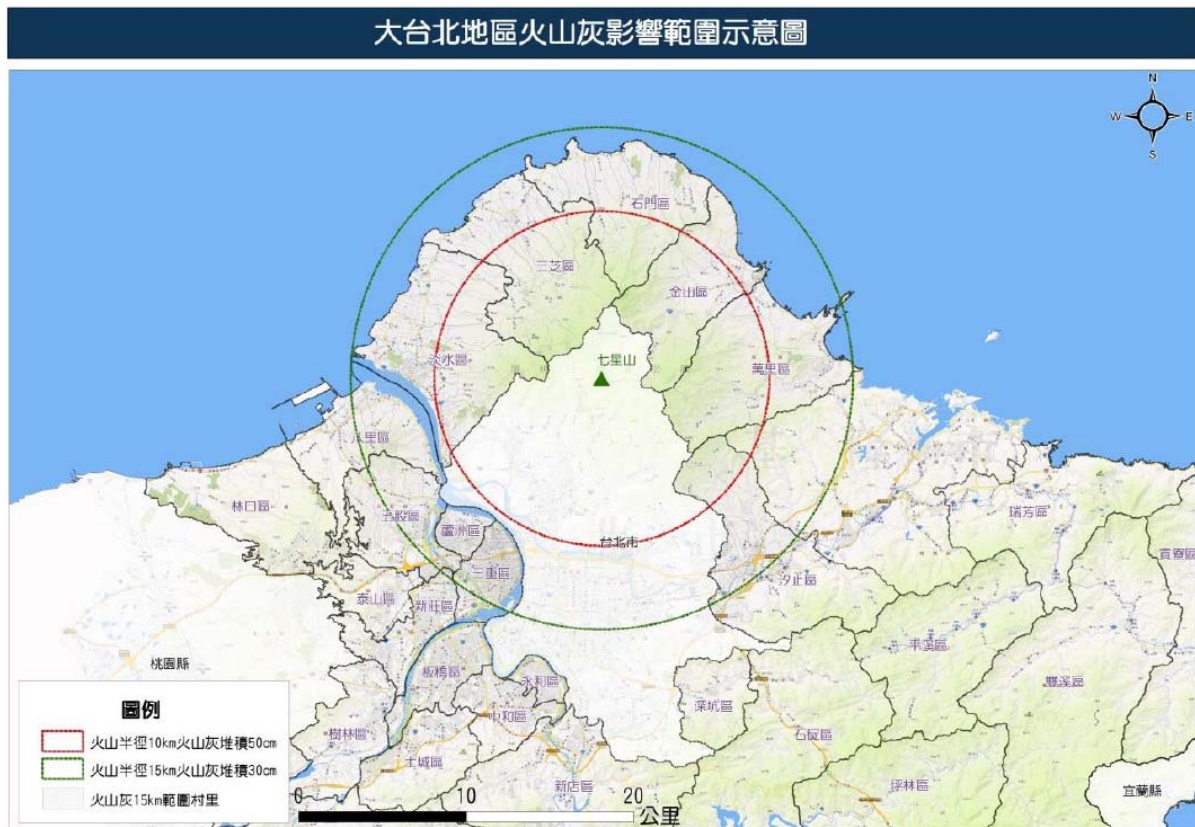 大台北地區火山灰影響範圍示意圖
N
W
E
S
石門區
三芝區
金山區
淡水區
七星山
萬里區
八里區
林口區
五股區
蘆洲區
台北市
三重區
瑞芳區
貢寮區
汐止區
泰山區
新莊區
平溪區
桃園縣
板橋區
永和區
雙溪區
中和區
深坑區
石碇區
樹林區
土城區
新店區
坪林區
宜蘭縣
圖例
火山半徑10km火山灰堆積50cm
火山半徑15km火山灰堆積30cm
火山灰15km範圍村里
0 10 20 公里